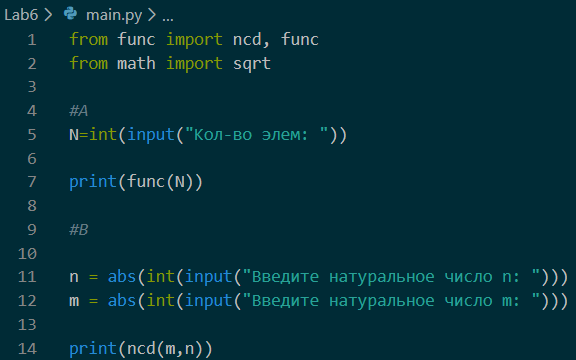 Lab6 > main.py > ...
1 from func import ncd, func
2 from math import sqrt
3
4 #A
5 N=int(input("Кол-во элем: "))
6
7 print(func(N))
8
9 #B
10
11 n = abs(int(input("Введите натуральное число n: ")))
12 m = abs(int(input("Введите натуральное число m: ")))
13
14 print(ncd(m,n))